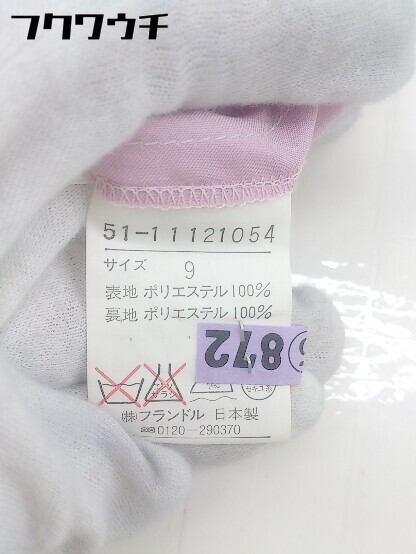 フクワウチ
51-11121054
サイズ 9
表地 ポリエステル100%
裏地 ポリエステル100%
872
㈱フランドル 日本製
0120-290370